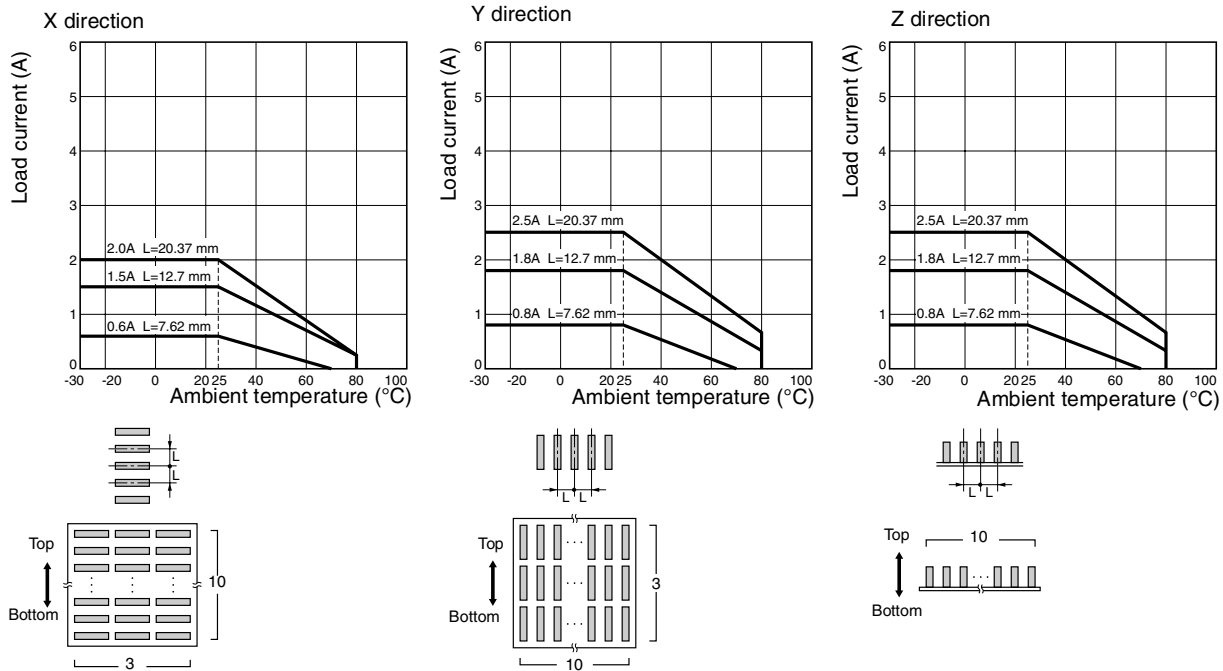 X direction
Load current (A)
6
5
4
3
2
1
0
2.0A L=20.37 mm
1.5A L=12.7 mm
0.6A L=7.62 mm
-30 -20 0 20 25 40 60 80 100
Ambient temperature (°C)
Y direction
Load current (A)
6
5
4
3
2
1
0
2.5A L=20.37 mm
1.8A L=12.7 mm
0.8A L=7.62 mm
-30 -20 0 20 25 40 60 80 100
Ambient temperature (°C)
Z direction
Load current (A)
6
5
4
3
2
1
0
2.5A L=20.37 mm
1.8A L=12.7 mm
0.8A L=7.62 mm
-30 -20 0 20 25 40 60 80 100
Ambient temperature (°C)
L
L
Top
Bottom
10
3
L L
Top
Bottom
3
10
L L
Top
Bottom
10